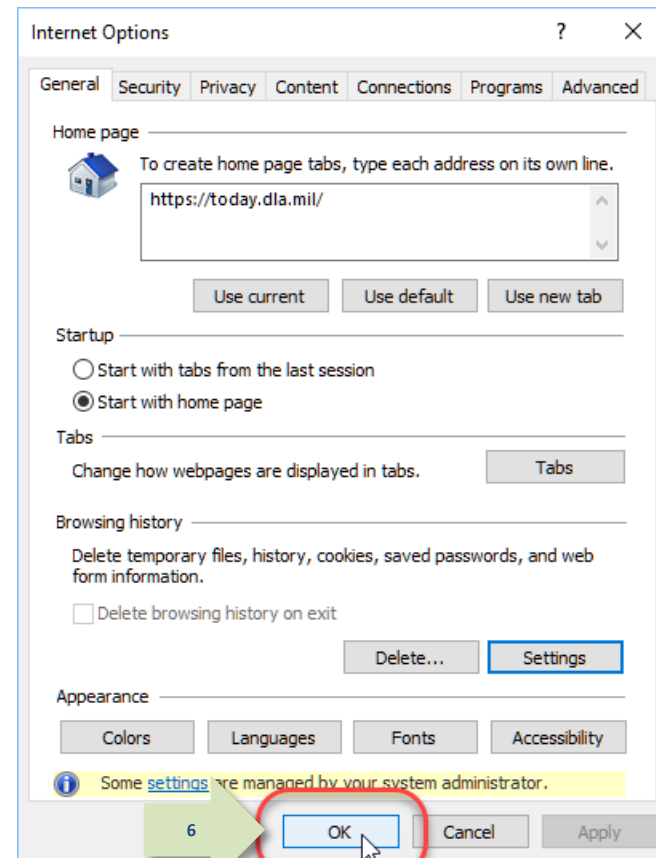 Internet Options ?
General Security Privacy Content Connections Programs Advanced
Home page
To create home page tabs, type each address on its own line.
https://today.dla.mil/
Use current Use default Use new tab
Startup
Start with tabs from the last session
Start with home page
Tabs
Change how webpages are displayed in tabs. Tabs
Browsing history
Delete temporary files, history, cookies, saved passwords, and web
form information.
Delete browsing history on exit
Delete... Settings
Appearance
Colors Languages Fonts Accessibility
Some settings are managed by your system administrator.
6 OK Cancel Apply